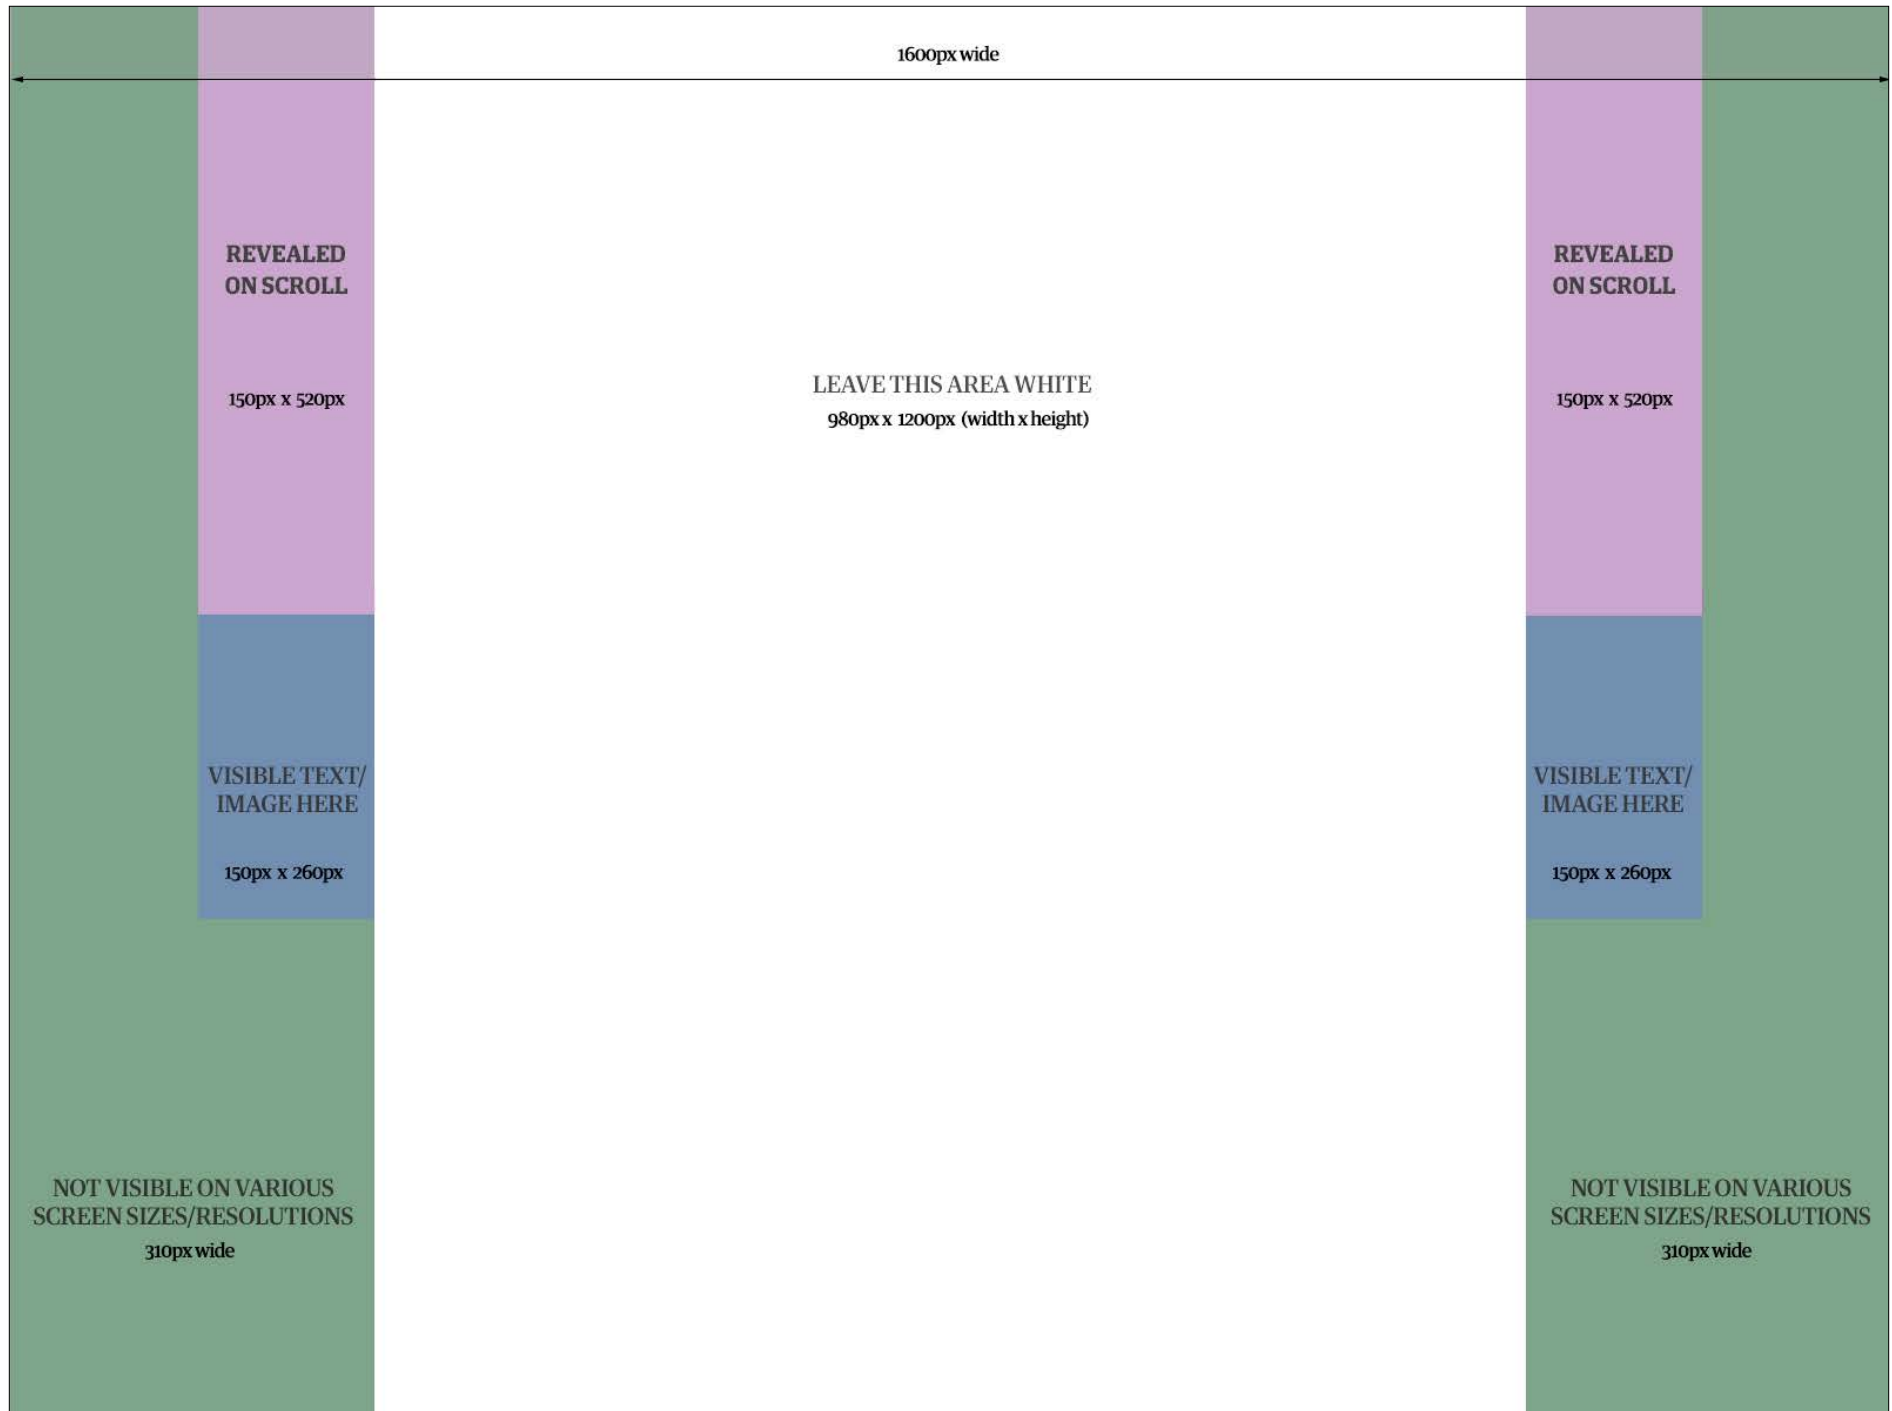 1600px wide
REVEALED
ON SCROLL
150px x 520px
LEAVE THIS AREA WHITE
980px x 1200px (width x height)
REVEALED
ON SCROLL
150px x 520px
VISIBLE TEXT/
IMAGE HERE
150px x 260px
VISIBLE TEXT/
IMAGE HERE
150px x 260px
NOT VISIBLE ON VARIOUS
SCREEN SIZES/RESOLUTIONS
310px wide
NOT VISIBLE ON VARIOUS
SCREEN SIZES/RESOLUTIONS
310px wide